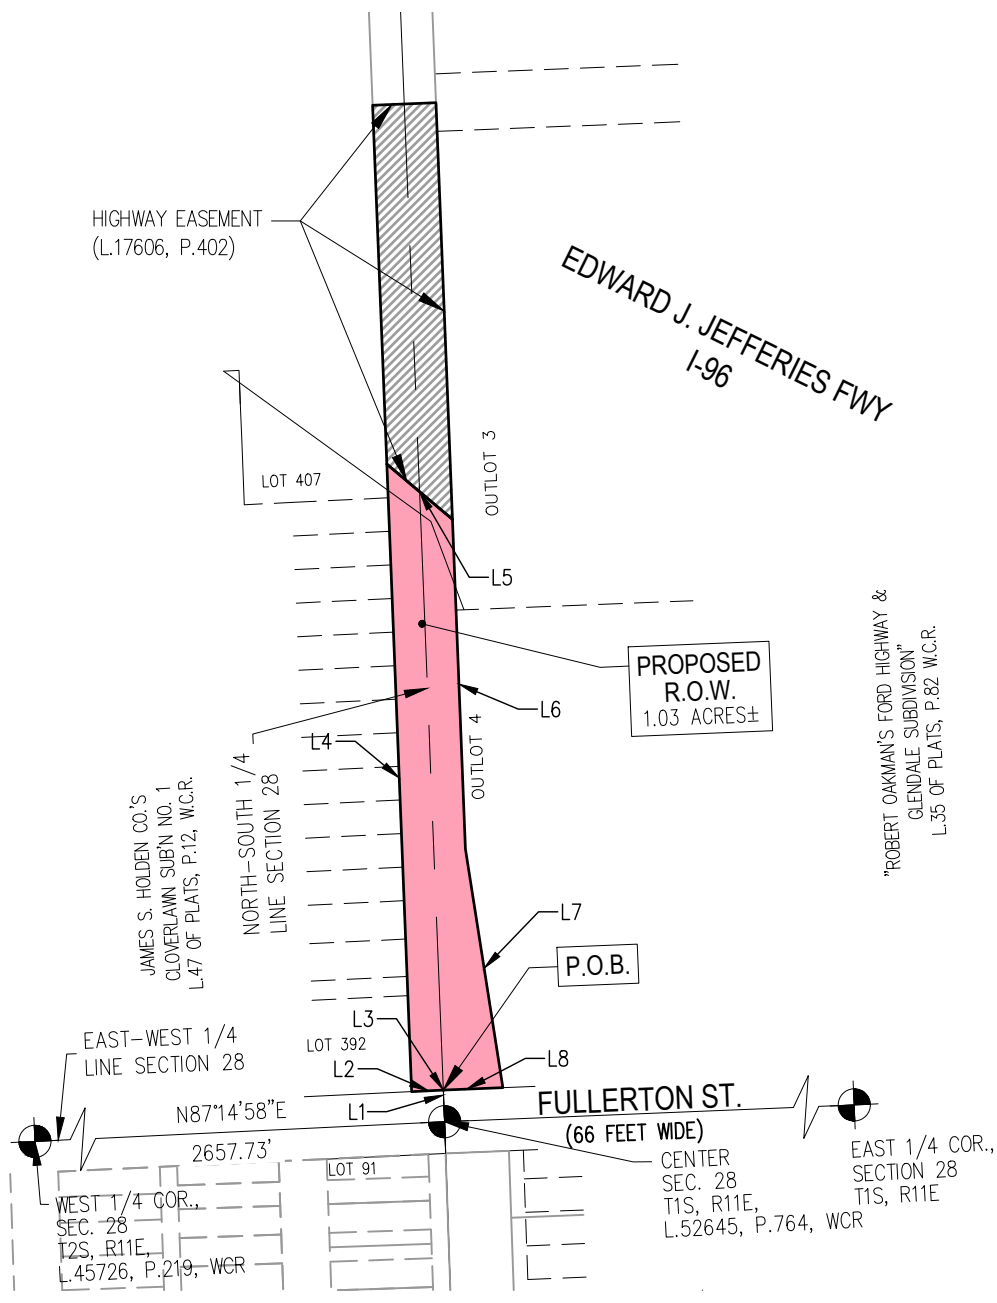 HIGHWAY EASEMENT
(L.17606, P.402)
EDWARD J. JEFFERIES FWY
I-96
OUTLOT 3
LOT 407
L5
PROPOSED
R.O.W.
1.03 ACRES±
L6
L4
OUTLOT 4
"ROBERT OAKMAN'S FORD HIGHWAY &
GLENDALE SUBDIVISION"
L.35 OF PLATS, P.82 W.C.R.
JAMES S. HOLDEN CO.'S
CLOVERLAWN SUB'N NO. 1
L.47 OF PLATS, P.12, W.C.R.
NORTH-SOUTH 1/4
LINE SECTION 28
L7
P.O.B.
L3
EAST-WEST 1/4
LINE SECTION 28
LOT 392
L2
L8
L1
N87°14'58"E
2657.73'
FULLERTON ST.
(66 FEET WIDE)
LOT 91
CENTER
SEC. 28
T1S, R11E,
L.52645, P.764, WCR
EAST 1/4 COR.,
SECTION 28
T1S, R11E
WEST 1/4 COR.,
SEC. 28
T2S, R11E,
L.45726, P.219, WCR